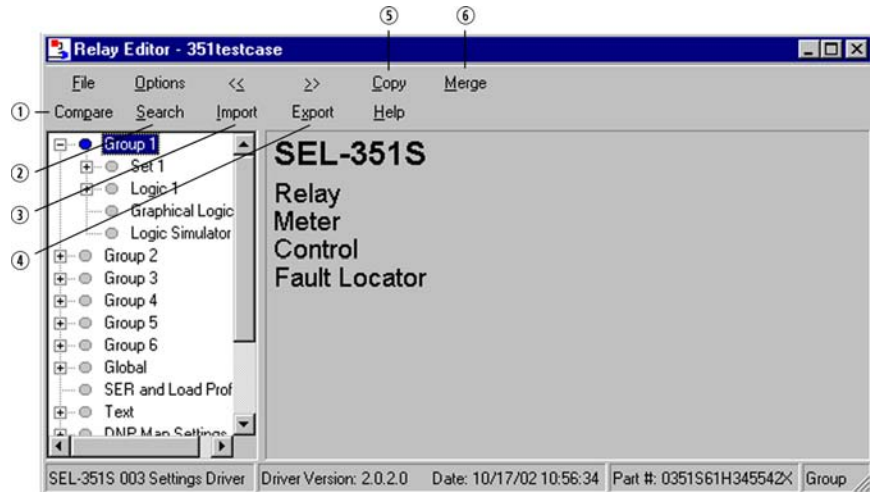 ⑤ ⑥
Relay Editor - 351testcase
File Options << >> Copy Merge
① Compare Search Import Export Help
②
③
④
Group 1
Set 1
Logic 1
Graphical Logic
Logic Simulator
Group 2
Group 3
Group 4
Group 5
Group 6
Global
SER and Load Prof
Text
DNP Map Settings
SEL-351S
Relay
Meter
Control
Fault Locator
SEL-351S 003 Settings Driver Driver Version: 2.0.2.0 Date: 10/17/02 10:56:34 Part #: 0351S61H345542X Group